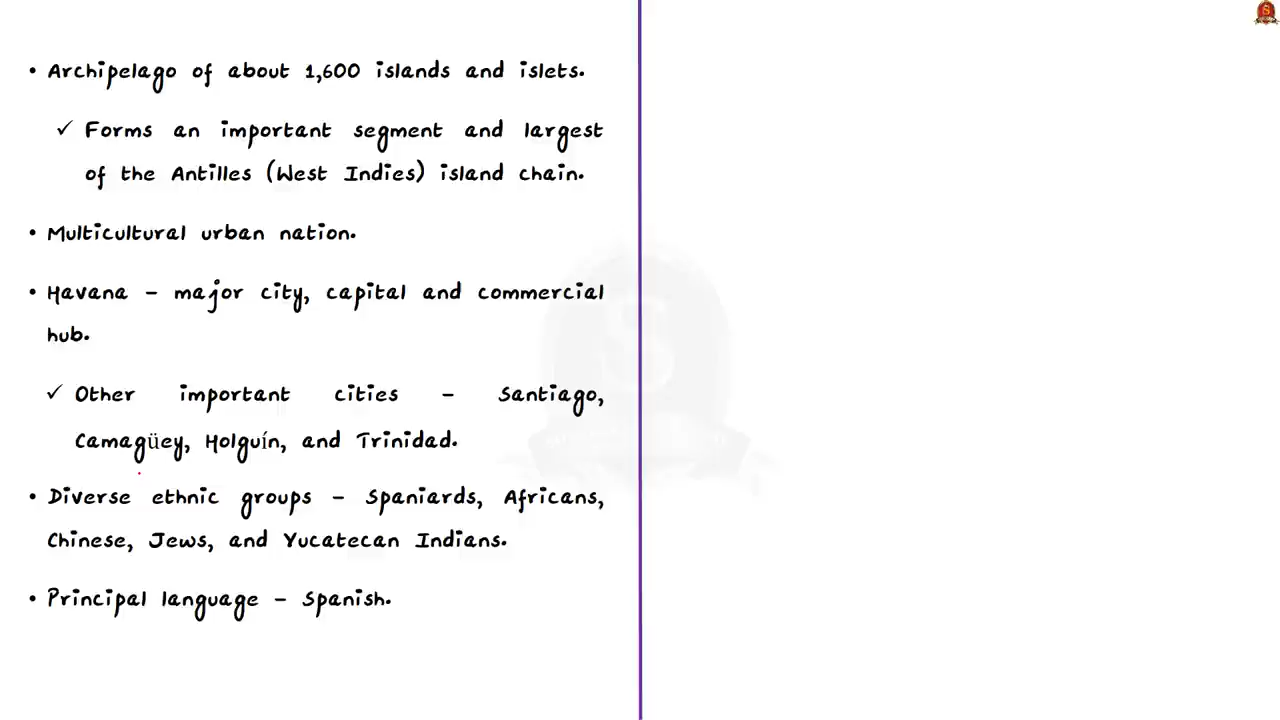 • Archipelago of about 1,600 islands and islets.
✓ Forms an important segment and largest
of the Antilles (West Indies) island chain.
• Multicultural urban nation.
• Havana – major city, capital and commercial
hub.
✓ Other important cities – Santiago,
Camagüey, Holguín, and Trinidad.
• Diverse ethnic groups – Spaniards, Africans,
Chinese, Jews, and Yucatecan Indians.
• Principal language – Spanish.